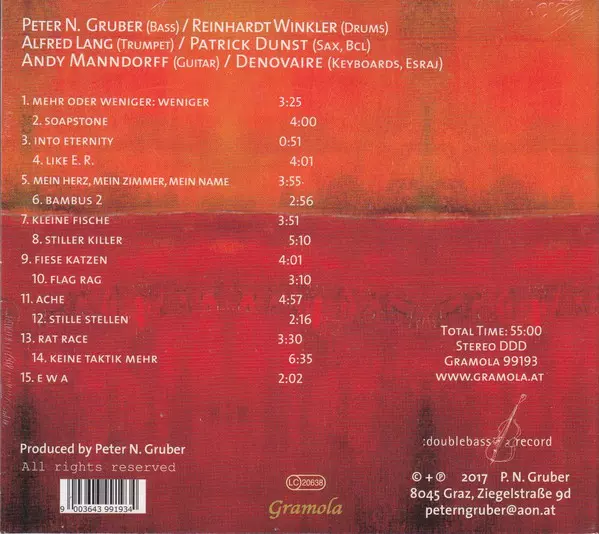 Peter N. Gruber (Bass) / Reinhardt Winkler (Drums)
Alfred Lang (Trumpet) / Patrick Dunst (Sax, Bcl)
Andy Manndorff (Guitar) / Denovaire (Keyboards, Esraj)
1. mehr oder weniger: weniger 3:25
2. soapstone 4:00
3. into eternity 0:51
4. like E. R. 4:01
5. mein herz, mein zimmer, mein name 3:55
6. bambus 2 2:56
7. kleine fische 3:51
8. stiller killer 5:10
9. fiese katzen 4:01
10. flag rag 3:10
11. ache 4:57
12. stille stellen 2:16
13. rat race 3:30
14. keine taktik mehr 6:35
15. e w a 2:02
Total Time: 55:00
Stereo DDD
Gramola 99193
www.gramola.at
:doublebass record
Produced by Peter N. Gruber
All rights reserved
9 003643 991934
LC 20638
Gramola
© + ℗ 2017 P. N. Gruber
8045 Graz, Ziegelstraße 9d
peterngruber@aon.at